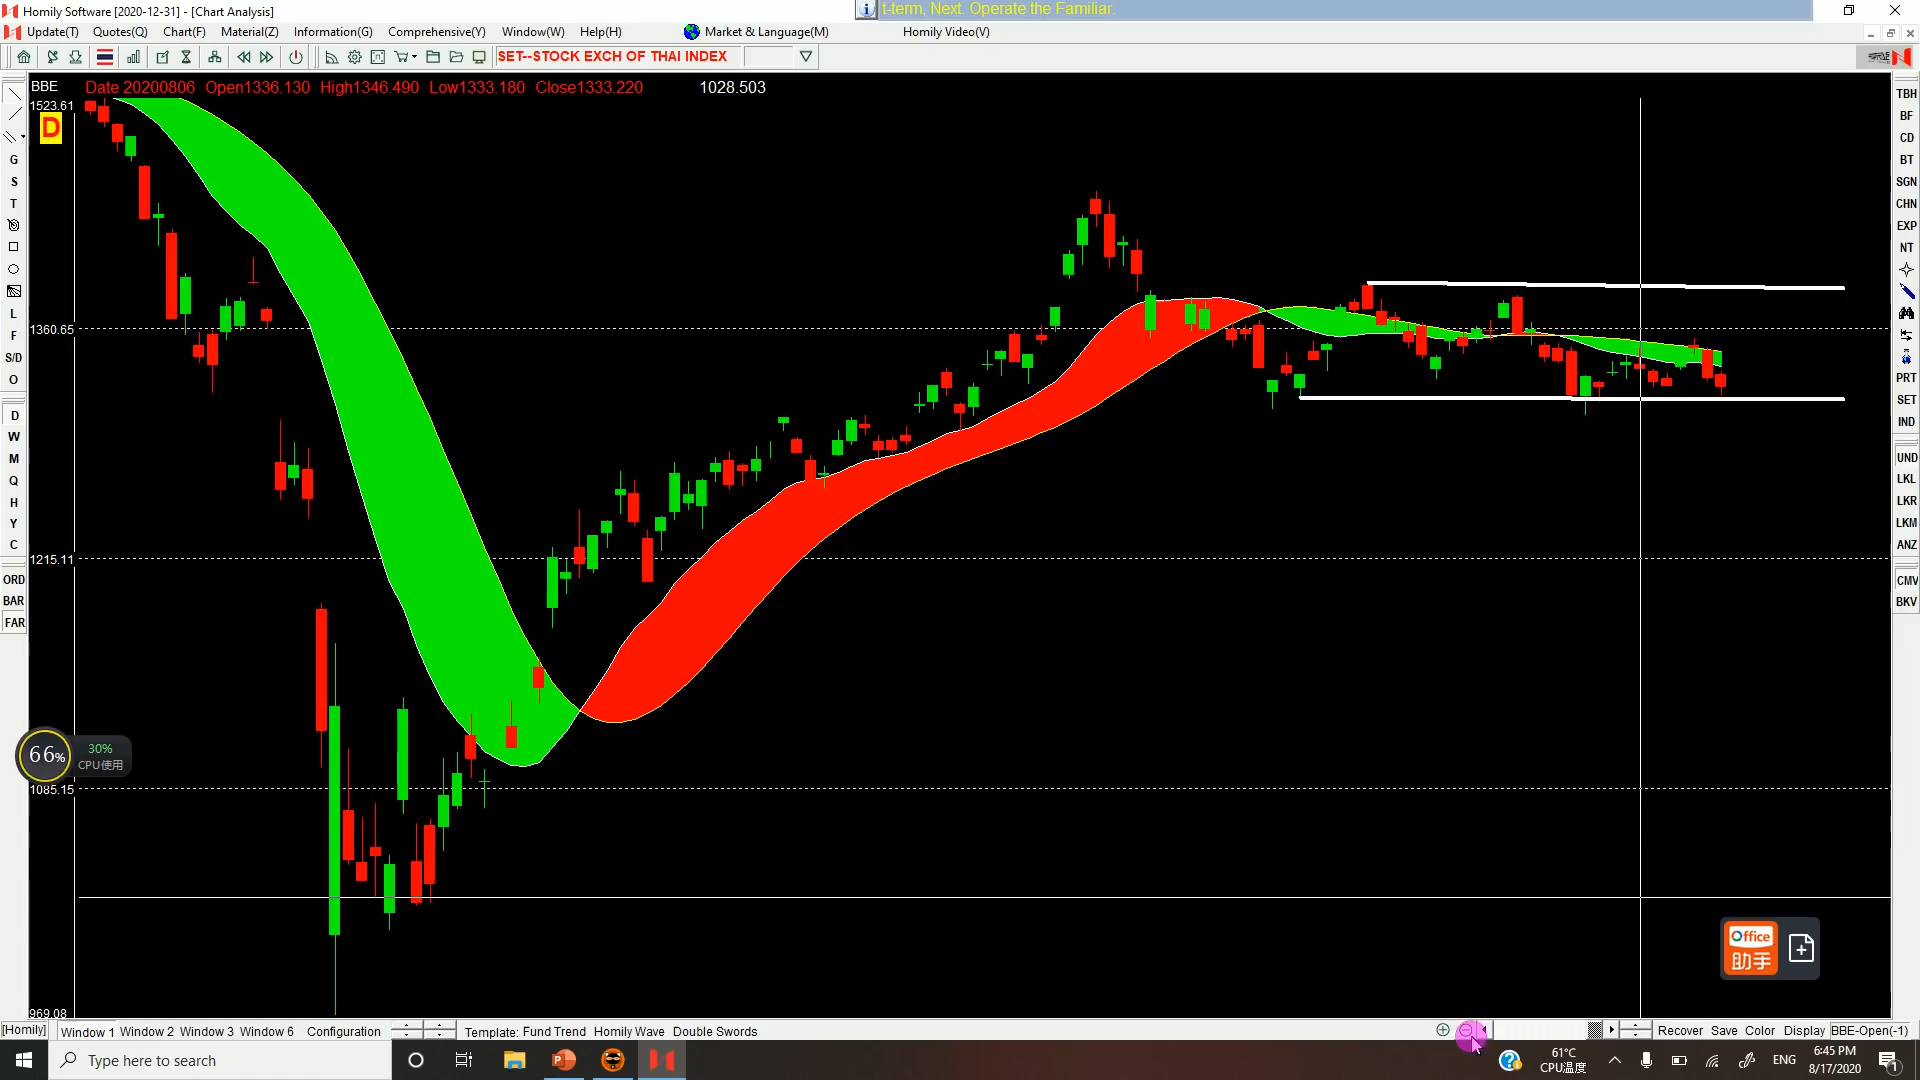 Homily Software [2020-12-31] - [Chart Analysis]
t-term, Next. Operate the Familiar.
Update(T) Quotes(Q) Chart(F) Material(Z) Information(G) Comprehensive(Y) Window(W) Help(H) Market & Language(M) Homily Video(V)
SET--STOCK EXCH OF THAI INDEX
BBE Date 20200806 Open1336.130 High1346.490 Low1333.180 Close1333.220 1028.503
1523.61
D
1360.65
1215.11
1085.15
969.08
G
S
T
L
F
S/D
O
D
W
M
Q
H
Y
C
ORD
BAR
FAR
TBH
BF
CD
BT
SGN
CHN
EXP
NT
PRT
SET
IND
UND
LKL
LKR
LKM
ANZ
CMV
BKV
66%
30%
CPU使用
Office
助手
[Homily] Window 1 Window 2 Window 3 Window 6 Configuration Template: Fund Trend Homily Wave Double Swords Recover Save Color Display BBE-Open(-1)
Type here to search
61°C
CPU温度
ENG
6:45 PM
8/17/2020
1